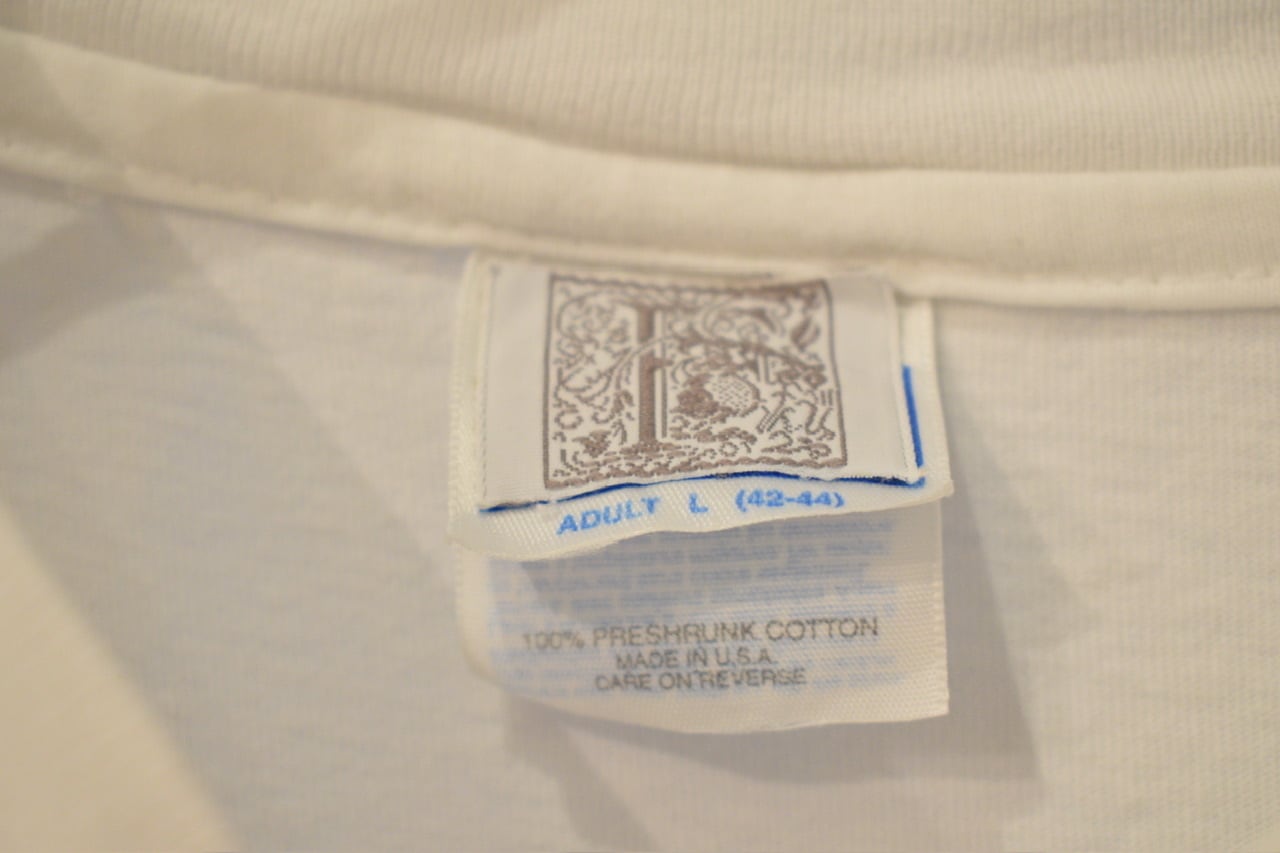 F
ADULT L (42-44)
100% PRESHRUNK COTTON
MADE IN U.S.A.
CARE ON REVERSE